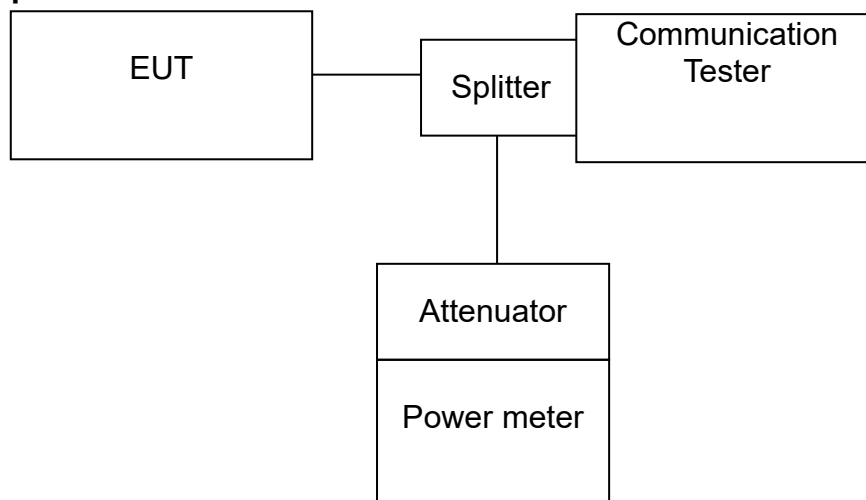 EUT
Splitter
Communication
Tester
Attenuator
Power meter